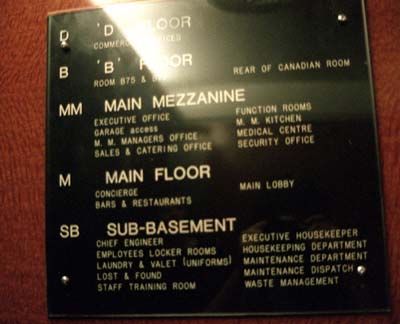 D 'D' FLOOR
COMMERCIAL OFFICES
B 'B' FLOOR
ROOM B75 & REAR OF CANADIAN ROOM
MM MAIN MEZZANINE
EXECUTIVE OFFICE FUNCTION ROOMS
GARAGE access M. M. KITCHEN
M. M. MANAGERS OFFICE MEDICAL CENTRE
SALES & CATERING OFFICE SECURITY OFFICE
M MAIN FLOOR
CONCIERGE MAIN LOBBY
BARS & RESTAURANTS
SB SUB-BASEMENT
CHIEF ENGINEER EXECUTIVE HOUSEKEEPER
EMPLOYEES LOCKER ROOMS HOUSEKEEPING DEPARTMENT
LAUNDRY & VALET (UNIFORMS) MAINTENANCE DEPARTMENT
LOST & FOUND MAINTENANCE DISPATCH
STAFF TRAINING ROOM WASTE MANAGEMENT